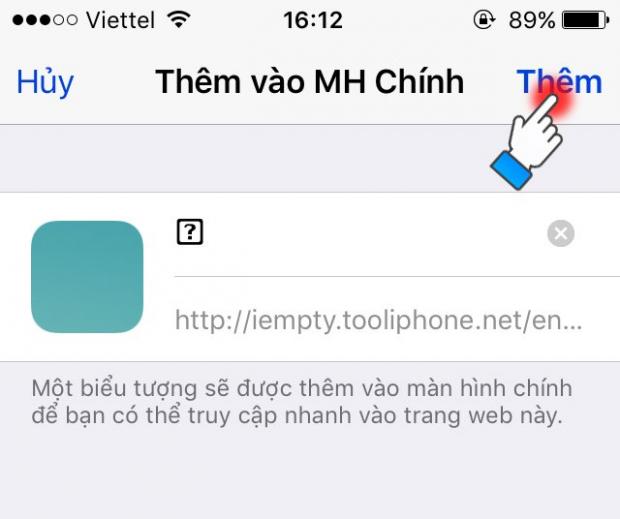 Viettel 16:12 89%
Hủy Thêm vào MH Chính Thêm
?
http://iempty.tooliphone.net/en...
Một biểu tượng sẽ được thêm vào màn hình chính
để bạn có thể truy cập nhanh vào trang web này.